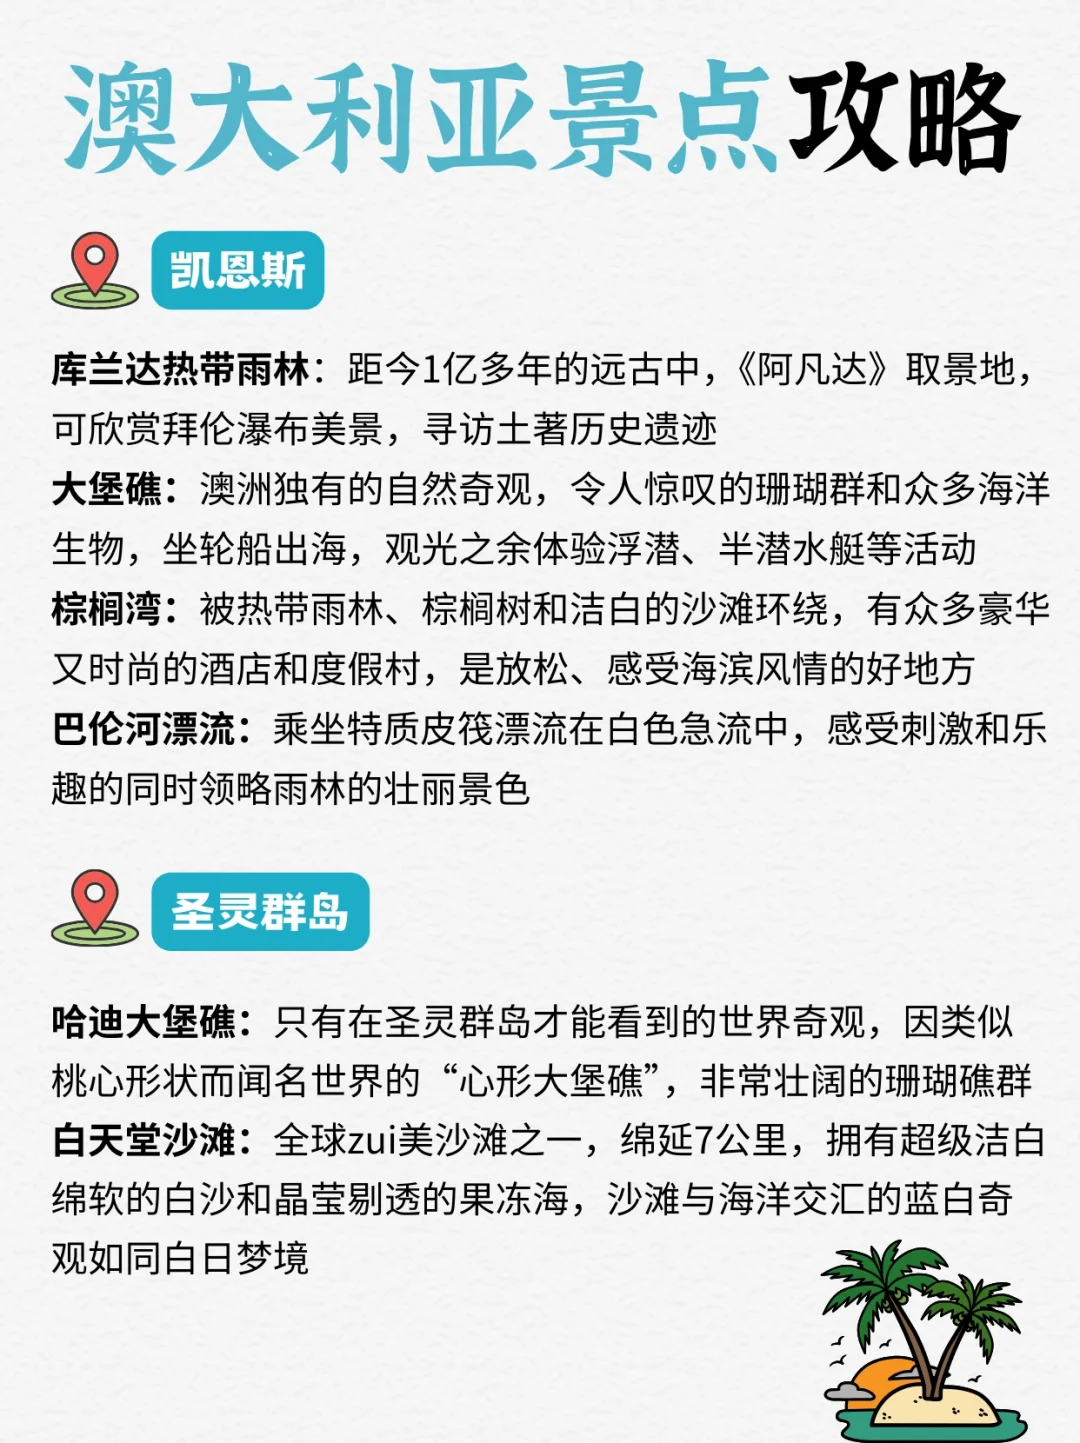 澳大利亚景点攻略
凯恩斯
库兰达热带雨林：距今1亿多年的远古中，《阿凡达》取景地，
可欣赏拜伦瀑布美景，寻访土著历史遗迹
大堡礁：澳洲独有的自然奇观，令人惊叹的珊瑚群和众多海洋
生物，坐轮船出海，观光之余体验浮潜、半潜水艇等活动
棕榈湾：被热带雨林、棕榈树和洁白的沙滩环绕，有众多豪华
又时尚的酒店和度假村，是放松、感受海滨风情的好地方
巴伦河漂流：乘坐特质皮筏漂流在白色急流中，感受刺激和乐
趣的同时领略雨林的壮丽景色
圣灵群岛
哈迪大堡礁：只有在圣灵群岛才能看到的世界奇观，因类似
桃心形状而闻名世界的“心形大堡礁”，非常壮阔的珊瑚礁群
白天堂沙滩：全球zui美沙滩之一，绵延7公里，拥有超级洁白
绵软的白沙和晶莹剔透的果冻海，沙滩与海洋交汇的蓝白奇
观如同白日梦境